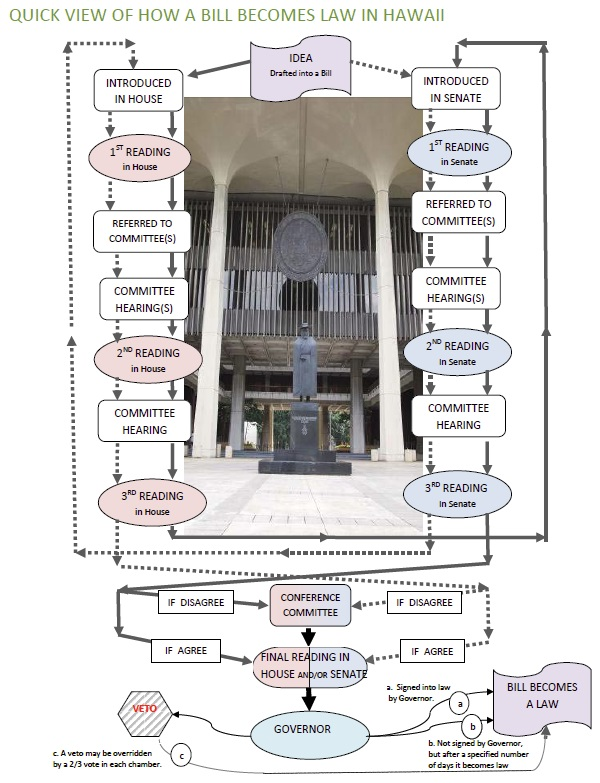 QUICK VIEW OF HOW A BILL BECOMES LAW IN HAWAII
IDEA
Drafted into a Bill
INTRODUCED
IN HOUSE
1ST READING
in House
REFERRED TO
COMMITTEE(S)
COMMITTEE
HEARING(S)
2ND READING
in House
COMMITTEE
HEARING
3RD READING
in House
INTRODUCED
IN SENATE
1ST READING
in Senate
REFERRED TO
COMMITTEE(S)
COMMITTEE
HEARING(S)
2ND READING
In Senate
COMMITTEE
HEARING
3RD READING
In Senate
IF DISAGREE
CONFERENCE
COMMITTEE
IF DISAGREE
IF AGREE
FINAL READING IN
HOUSE AND/OR SENATE
IF AGREE
VETO
GOVERNOR
a. Signed into law
by Governor.
a
b
BILL BECOMES
A LAW
b. Not signed by Governor,
but after a specified number
of days it becomes law
c. A veto may be overridden
by a 2/3 vote in each chamber.
c